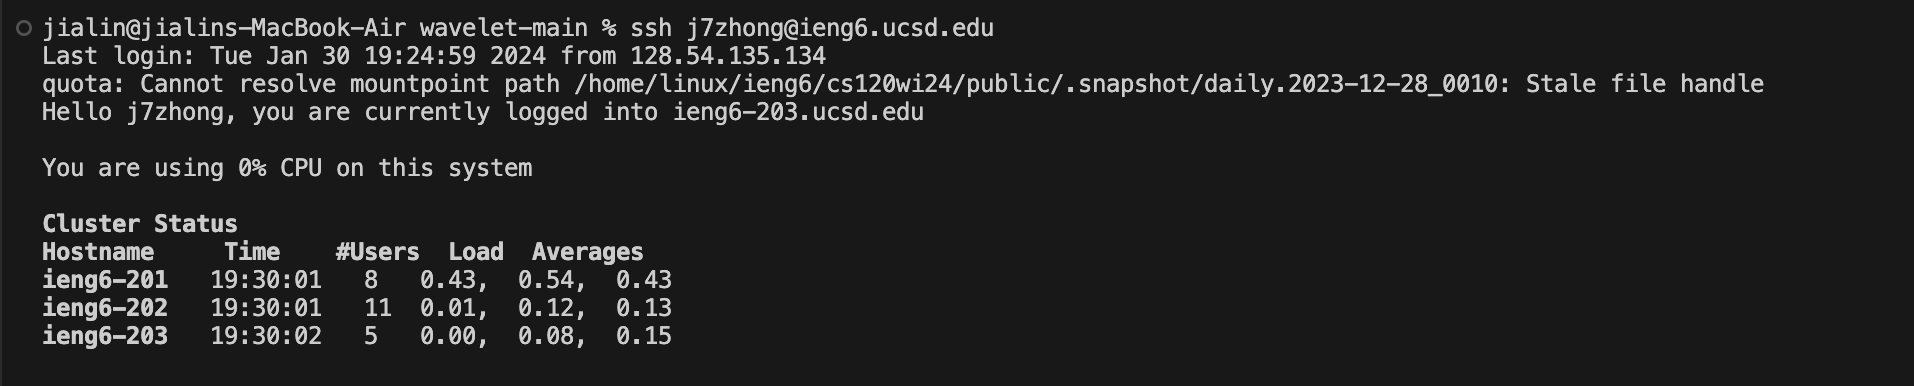 jialin@jialins-MacBook-Air wavelet-main % ssh j7zhong@ieng6.ucsd.edu
Last login: Tue Jan 30 19:24:59 2024 from 128.54.135.134
quota: Cannot resolve mountpoint path /home/linux/ieng6/cs120wi24/public/.snapshot/daily.2023-12-28_0010: Stale file handle
Hello j7zhong, you are currently logged into ieng6-203.ucsd.edu
You are using 0% CPU on this system
Cluster Status
Hostname     Time    #Users  Load  Averages
ieng6-201   19:30:01   8   0.43,  0.54,  0.43
ieng6-202   19:30:01   11  0.01,  0.12,  0.13
ieng6-203   19:30:02   5   0.00,  0.08,  0.15